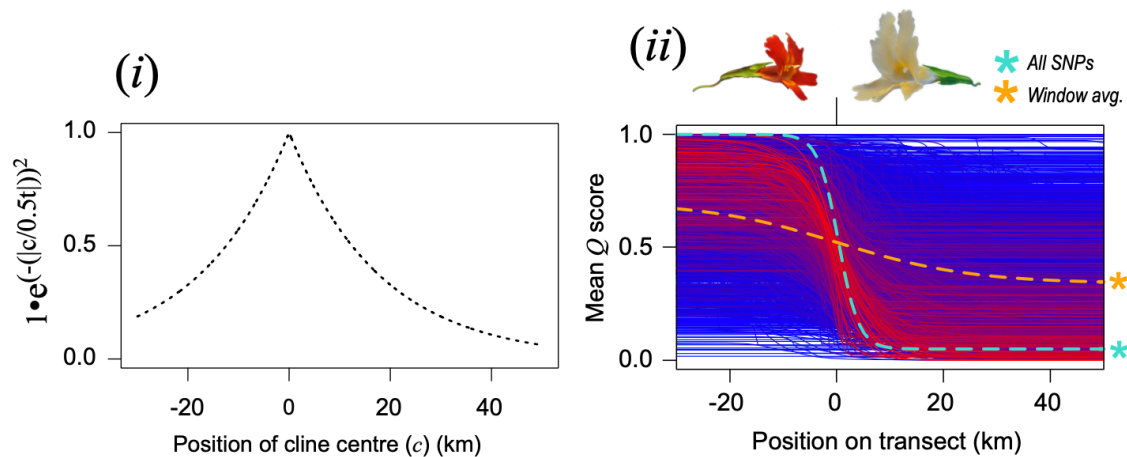 (i)
1•e^(-(|c/0.5t|))^2
1.0
0.5
0.0
-20 0 20 40
Position of cline centre (c) (km)
(ii)
* All SNPs
* Window avg.
Mean Q score
1.0
0.5
0.0
-20 0 20 40
Position on transect (km)
*
*